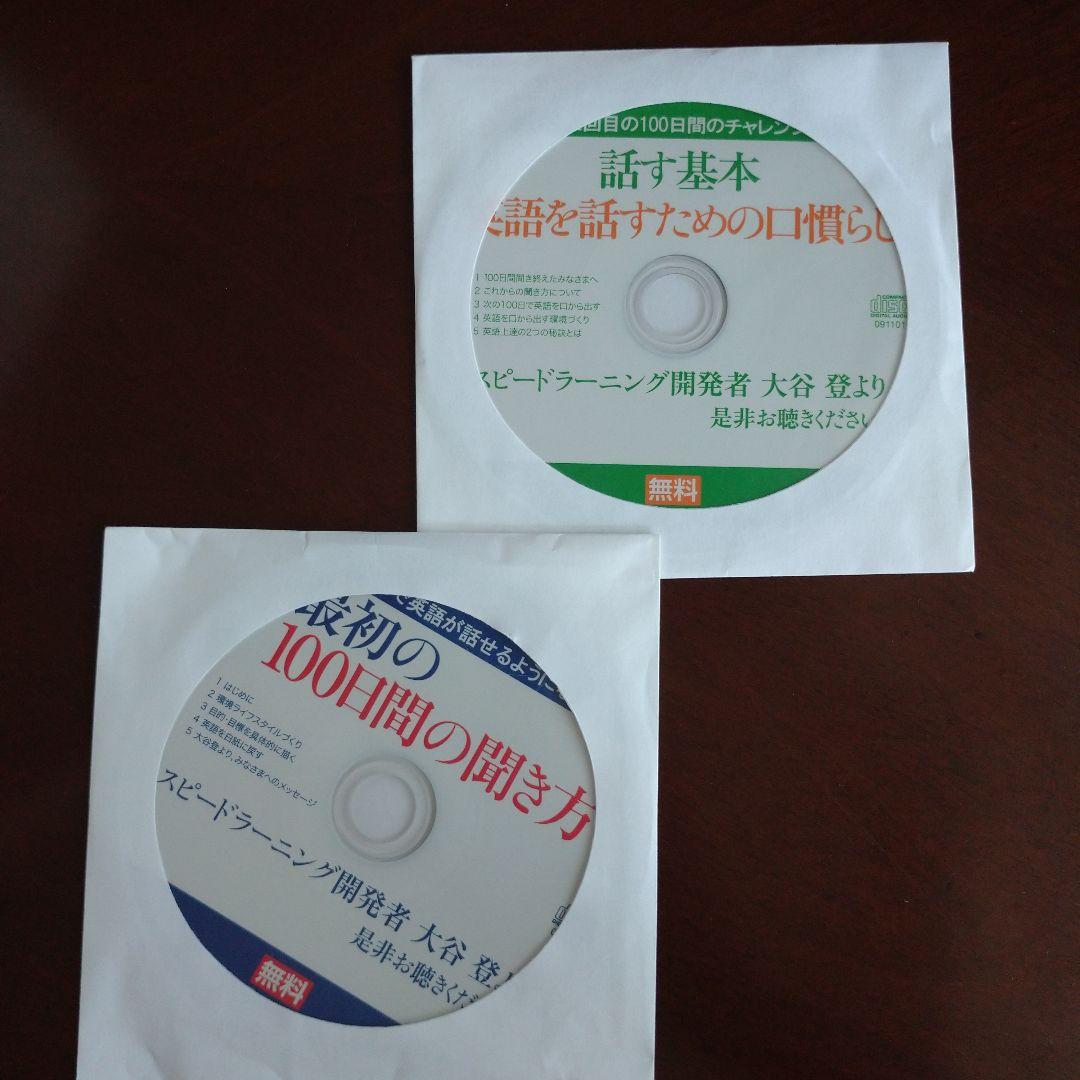 回目の100日間のチャレンジ
話す基本
英語を話すための口慣らし
1 100日間聞き終えたみなさまへ
2 これからの聞き方について
3 次の100日で英語を口から出す
4 英語を口から出す環境づくり
5 英語上達の2つの秘訣とは
COMPACT
disc
DIGITAL AUDIO
091101
スピードラーニング開発者 大谷 登より
是非お聴きください
無料
で英語が話せるように
最初の
100日間の聞き方
1 はじめに
2 環境ライフスタイルづくり
3 目的・目標を具体的に描く
4 英語を白紙に戻す
5 大谷登より、みなさまへのメッセージ
スピードラーニング開発者 大谷 登よ
是非お聴きくだ
無料